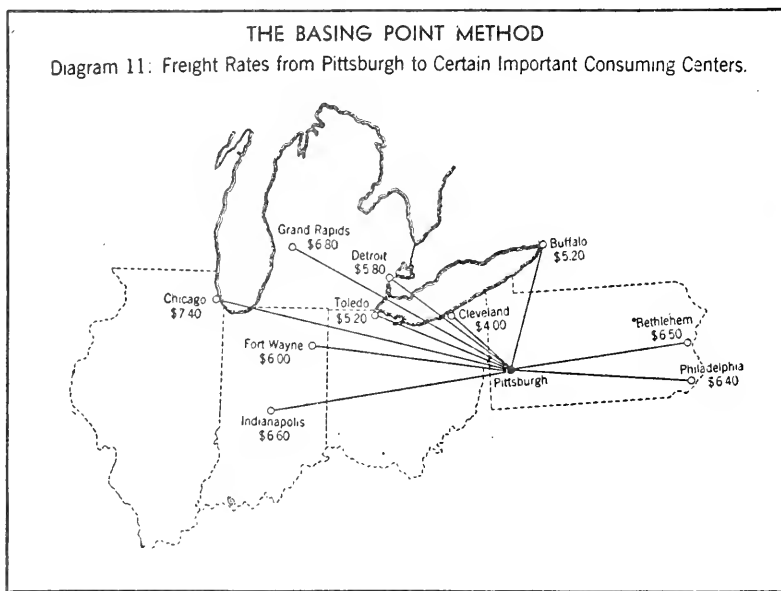 THE BASING POINT METHOD
Diagram 11: Freight Rates from Pittsburgh to Certain Important Consuming Centers.
Grand Rapids
$6.80
Detroit
$5.80
Buffalo
$5.20
Chicago
$7.40
Toledo
$5.20
Cleveland
$4.00
Bethlehem
$6.50
Fort Wayne
$6.00
Pittsburgh
Philadelphia
$6.40
Indianapolis
$6.60